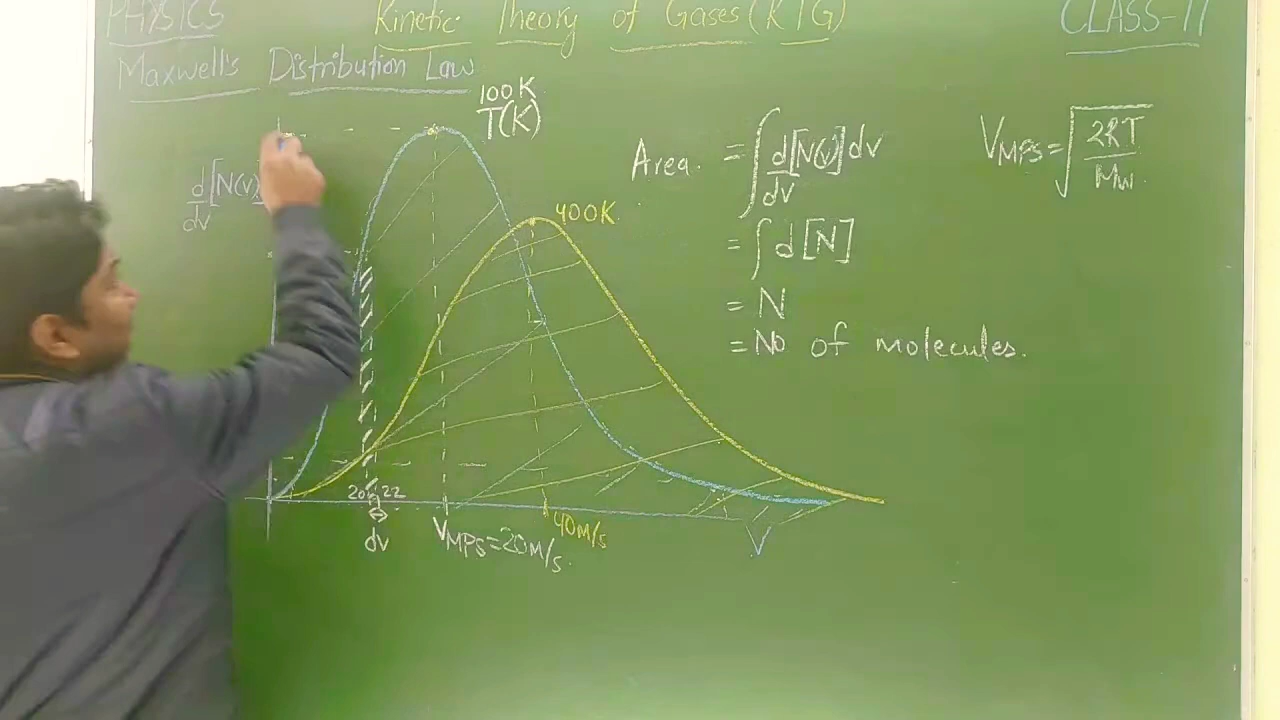 PHYSICS
Kinetic Theory of Gases (KTG)
CLASS-11
Maxwell's Distribution Law
100K
T(K)
d/dv [N(v)]
400K
20 22
dv
VMPS=20M/s.
40M/s
V
Area. = ∫ d[N(v)]/dv dv
= ∫ d[N]
= N
= No of molecules.
VMPS = √(2RT/Mw)